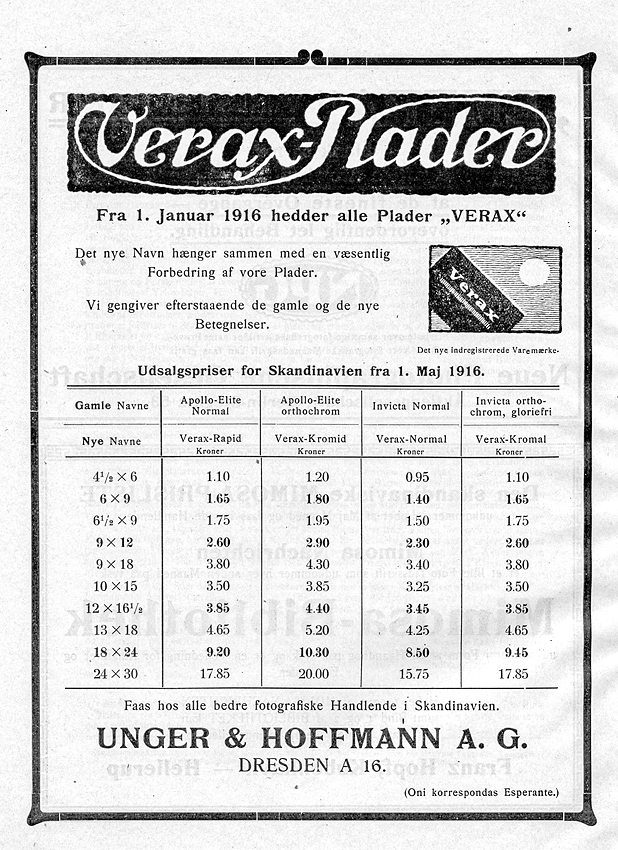 Verax-Plader
Fra 1. Januar 1916 hedder alle Plader „VERAX“
Det nye Navn hænger sammen med en væsentlig
Forbedring af vore Plader.
Vi gengiver efterstaaende de gamle og de nye
Betegnelser.
Verax
Det nye indregistrerede Varemærke-
Udsalgspriser for Skandinavien fra 1. Maj 1916.
Gamle Navne Apollo-Elite Normal Apollo-Elite orthochrom Invicta Normal Invicta ortho-chrom, gloriefri
Nye Navne Verax-Rapid Kroner Verax-Kromid Kroner Verax-Normal Kroner Verax-Kromal Kroner
4½ × 6 1.10 1.20 0.95 1.10
6 × 9 1.65 1.80 1.40 1.65
6½ × 9 1.75 1.95 1.50 1.75
9 × 12 2.60 2.90 2.30 2.60
9 × 18 3.80 4.30 3.40 3.80
10 × 15 3.50 3.85 3.25 3.50
12 × 16½ 3.85 4.40 3.45 3.85
13 × 18 4.65 5.20 4.25 4.65
18 × 24 9.20 10.30 8.50 9.45
24 × 30 17.85 20.00 15.75 17.85
Faas hos alle bedre fotografiske Handlende i Skandinavien.
UNGER & HOFFMANN A. G.
DRESDEN A 16.
(Oni korrespondas Esperante.)